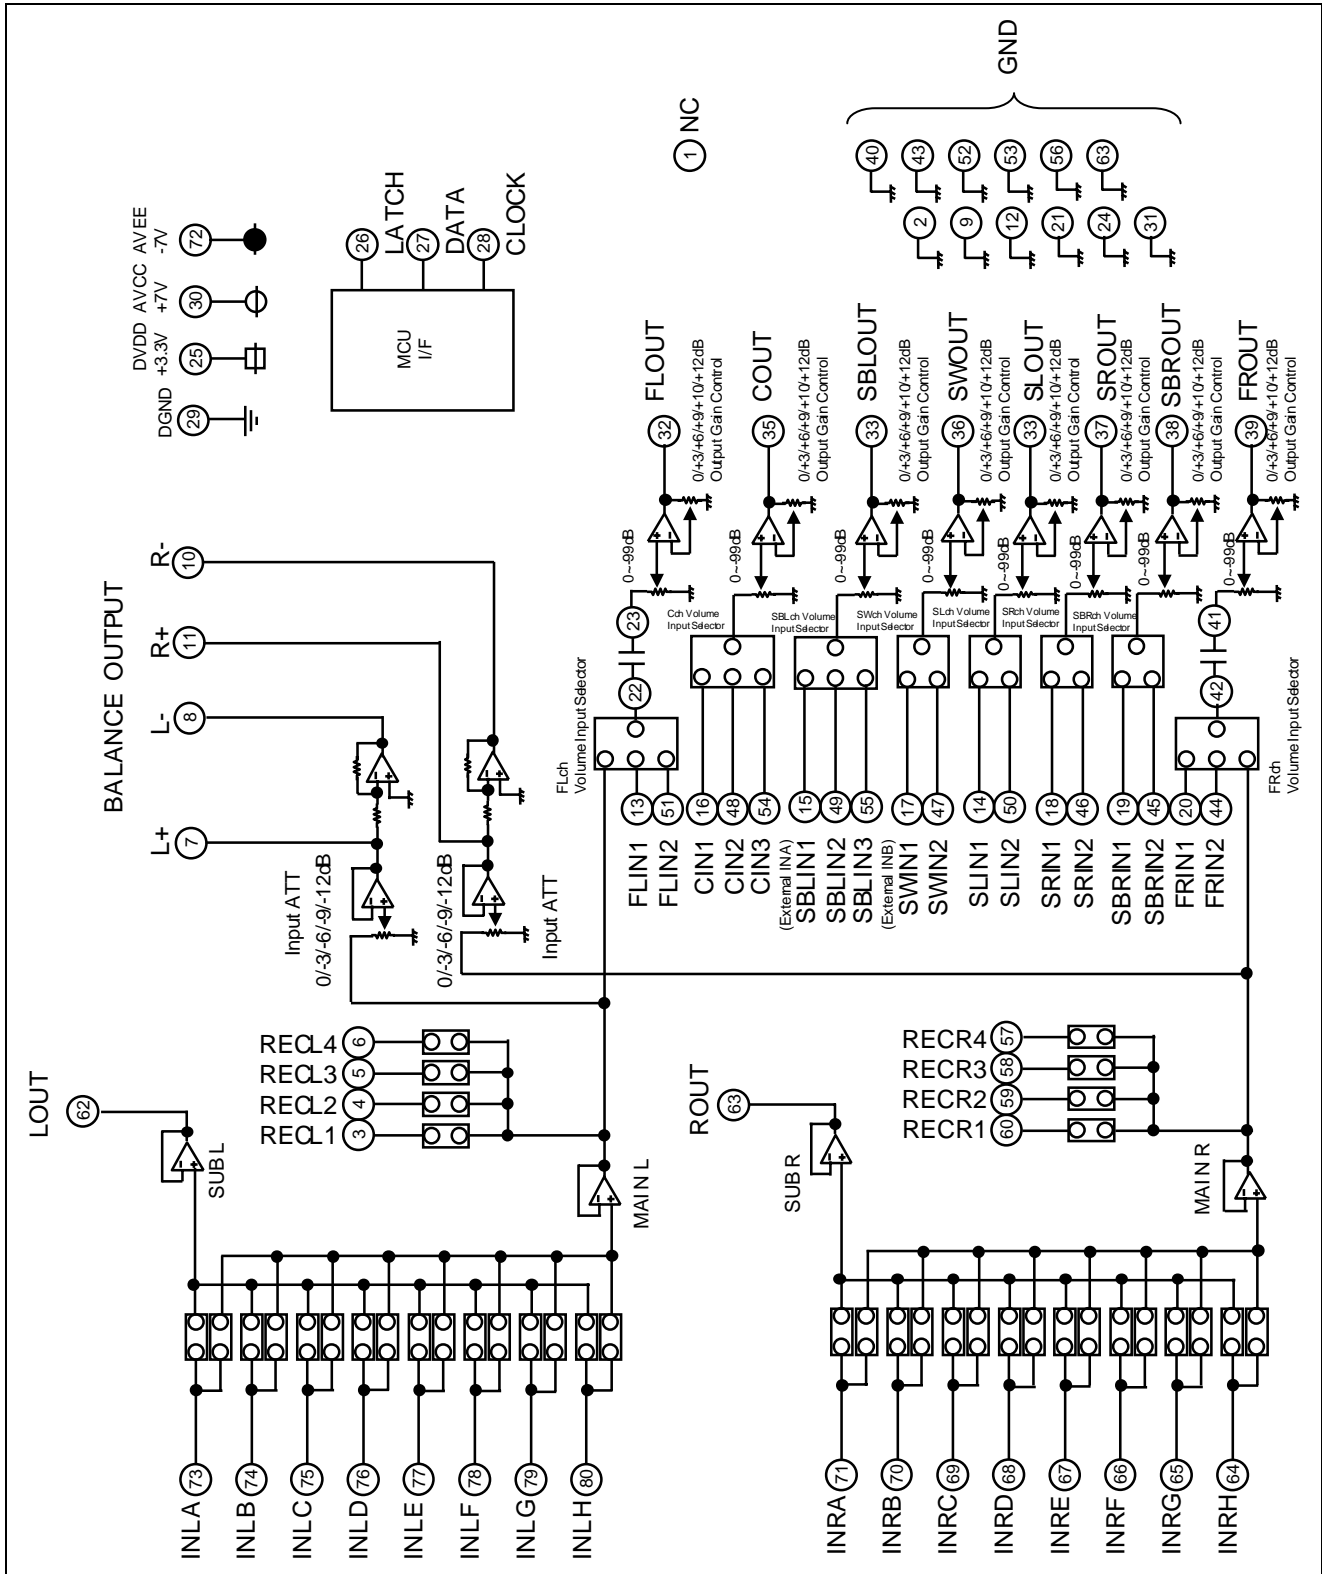 GND
1 NC
40
43
52
53
56
63
2
9
12
21
24
31
DVDD AVCC AVEE
+3.3V +7V -7V
DGND
29
25
30
72
MCU
I/F
26 LATCH
27 DATA
28 CLOCK
BALANCE OUTPUT
L+ 7
L- 8
R+ 11
R- 10
Input ATT
0/-3/-6/-9/-12dB
0/-3/-6/-9/-12dB
Input ATT
FLOUT 32
0/+3/+6/+9/+10/+12dB
Output Gain Control
COUT 35
0/+3/+6/+9/+10/+12dB
Output Gain Control
SBLOUT 33
0/+3/+6/+9/+10/+12dB
Output Gain Control
SWOUT 36
0/+3/+6/+9/+10/+12dB
Output Gain Control
SLOUT 33
0/+3/+6/+9/+10/+12dB
Output Gain Control
SROUT 37
0/+3/+6/+9/+10/+12dB
Output Gain Control
SBROUT 38
0/+3/+6/+9/+10/+12dB
Output Gain Control
FROUT 39
0/+3/+6/+9/+10/+12dB
Output Gain Control
0~-99dB
0~-99dB
0~-99dB
0~-99dB
0~-99dB
0~-99dB
0~-99dB
FLch
Volume Input Selector
22
23
Cch Volume
Input Selector
SBLch Volume
Input Selector
SWch Volume
Input Selector
SLch Volume
Input Selector
SRch Volume
Input Selector
SBRch Volume
Input Selector
41
42
FRch
Volume Input Selector
FLIN1 13
FLIN2 51
CIN1 16
CIN2 48
CIN3 54
(External INA)
SBLIN1 15
SBLIN2 49
SBLIN3 55
(External INB)
SWIN1 17
SWIN2 47
SLIN1 14
SLIN2 50
SRIN1 18
SRIN2 46
SBRIN1 19
SBRIN2 45
FRIN1 20
FRIN2 44
LOUT
62
SUB L
RECL4 6
RECL3 5
RECL2 4
RECL1 3
MAIN L
ROUT
63
SUB R
RECR4 57
RECR3 58
RECR2 59
RECR1 60
MAIN R
INLA 73
INLB 74
INLC 75
INLD 76
INLE 77
INLF 78
INLG 79
INLH 80
INRA 71
INRB 70
INRC 69
INRD 68
INRE 67
INRF 66
INRG 65
INRH 64